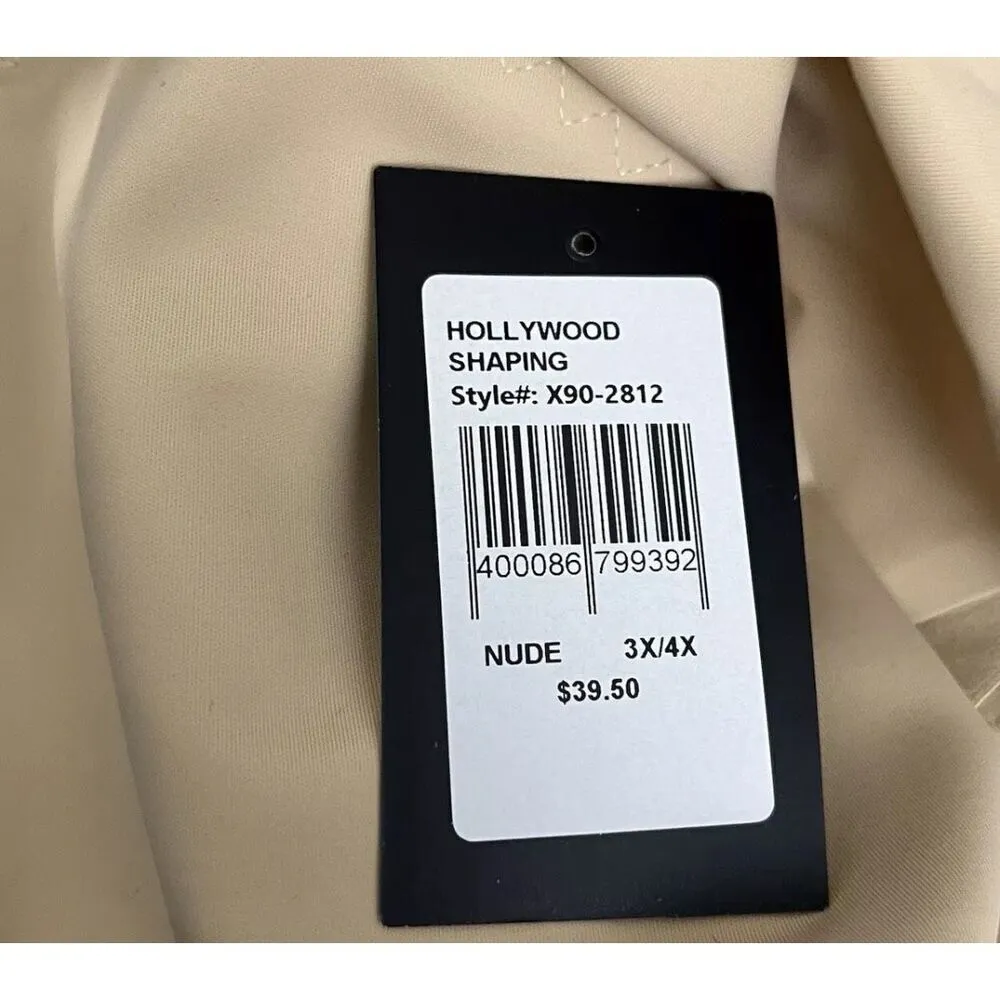 HOLLYWOOD
SHAPING
Style#: X90-2812
400086 799392
NUDE 3X/4X
$39.50